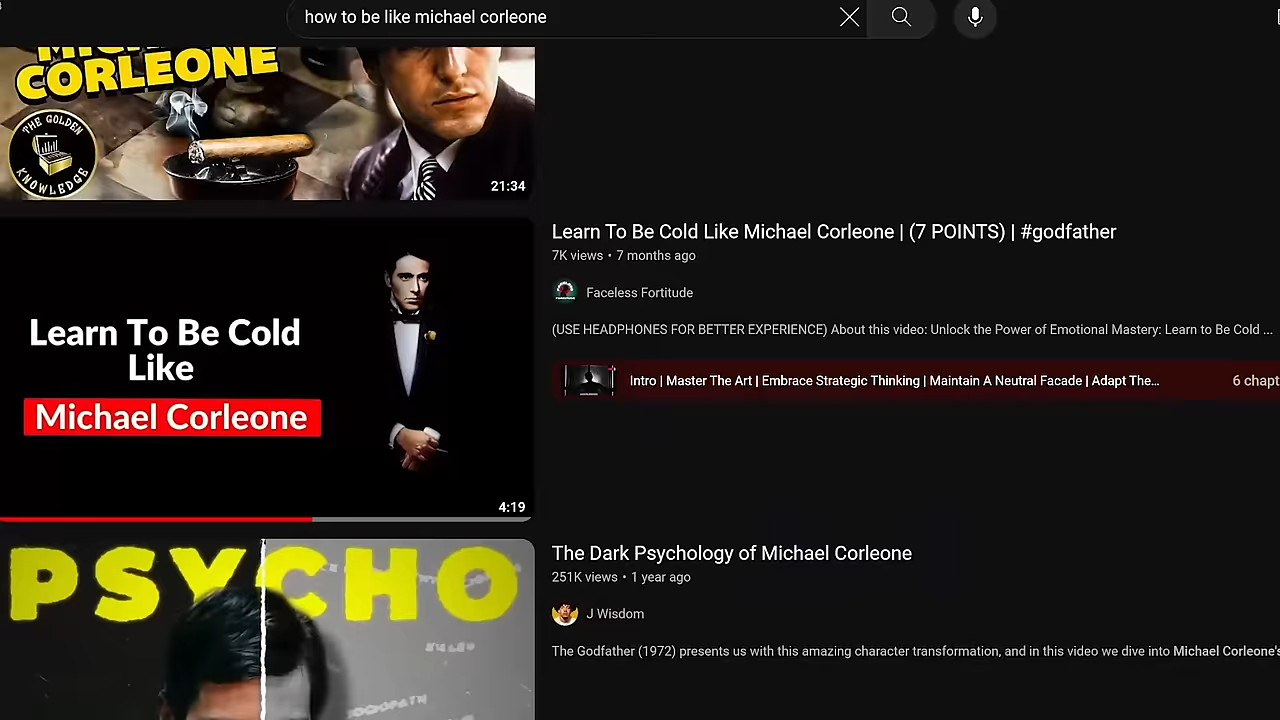 how to be like michael corleone
CORLEONE
THE GOLDEN
KNOWLEDGE
21:34
Learn To Be Cold Like Michael Corleone | (7 POINTS) | #godfather
7K views • 7 months ago
Faceless Fortitude
(USE HEADPHONES FOR BETTER EXPERIENCE) About this video: Unlock the Power of Emotional Mastery: Learn to Be Cold ...
Intro | Master The Art | Embrace Strategic Thinking | Maintain A Neutral Facade | Adapt The...
6 chapt
Learn To Be Cold
Like
Michael Corleone
4:19
PSYCHO
The Dark Psychology of Michael Corleone
251K views • 1 year ago
J Wisdom
The Godfather (1972) presents us with this amazing character transformation, and in this video we dive into Michael Corleone's